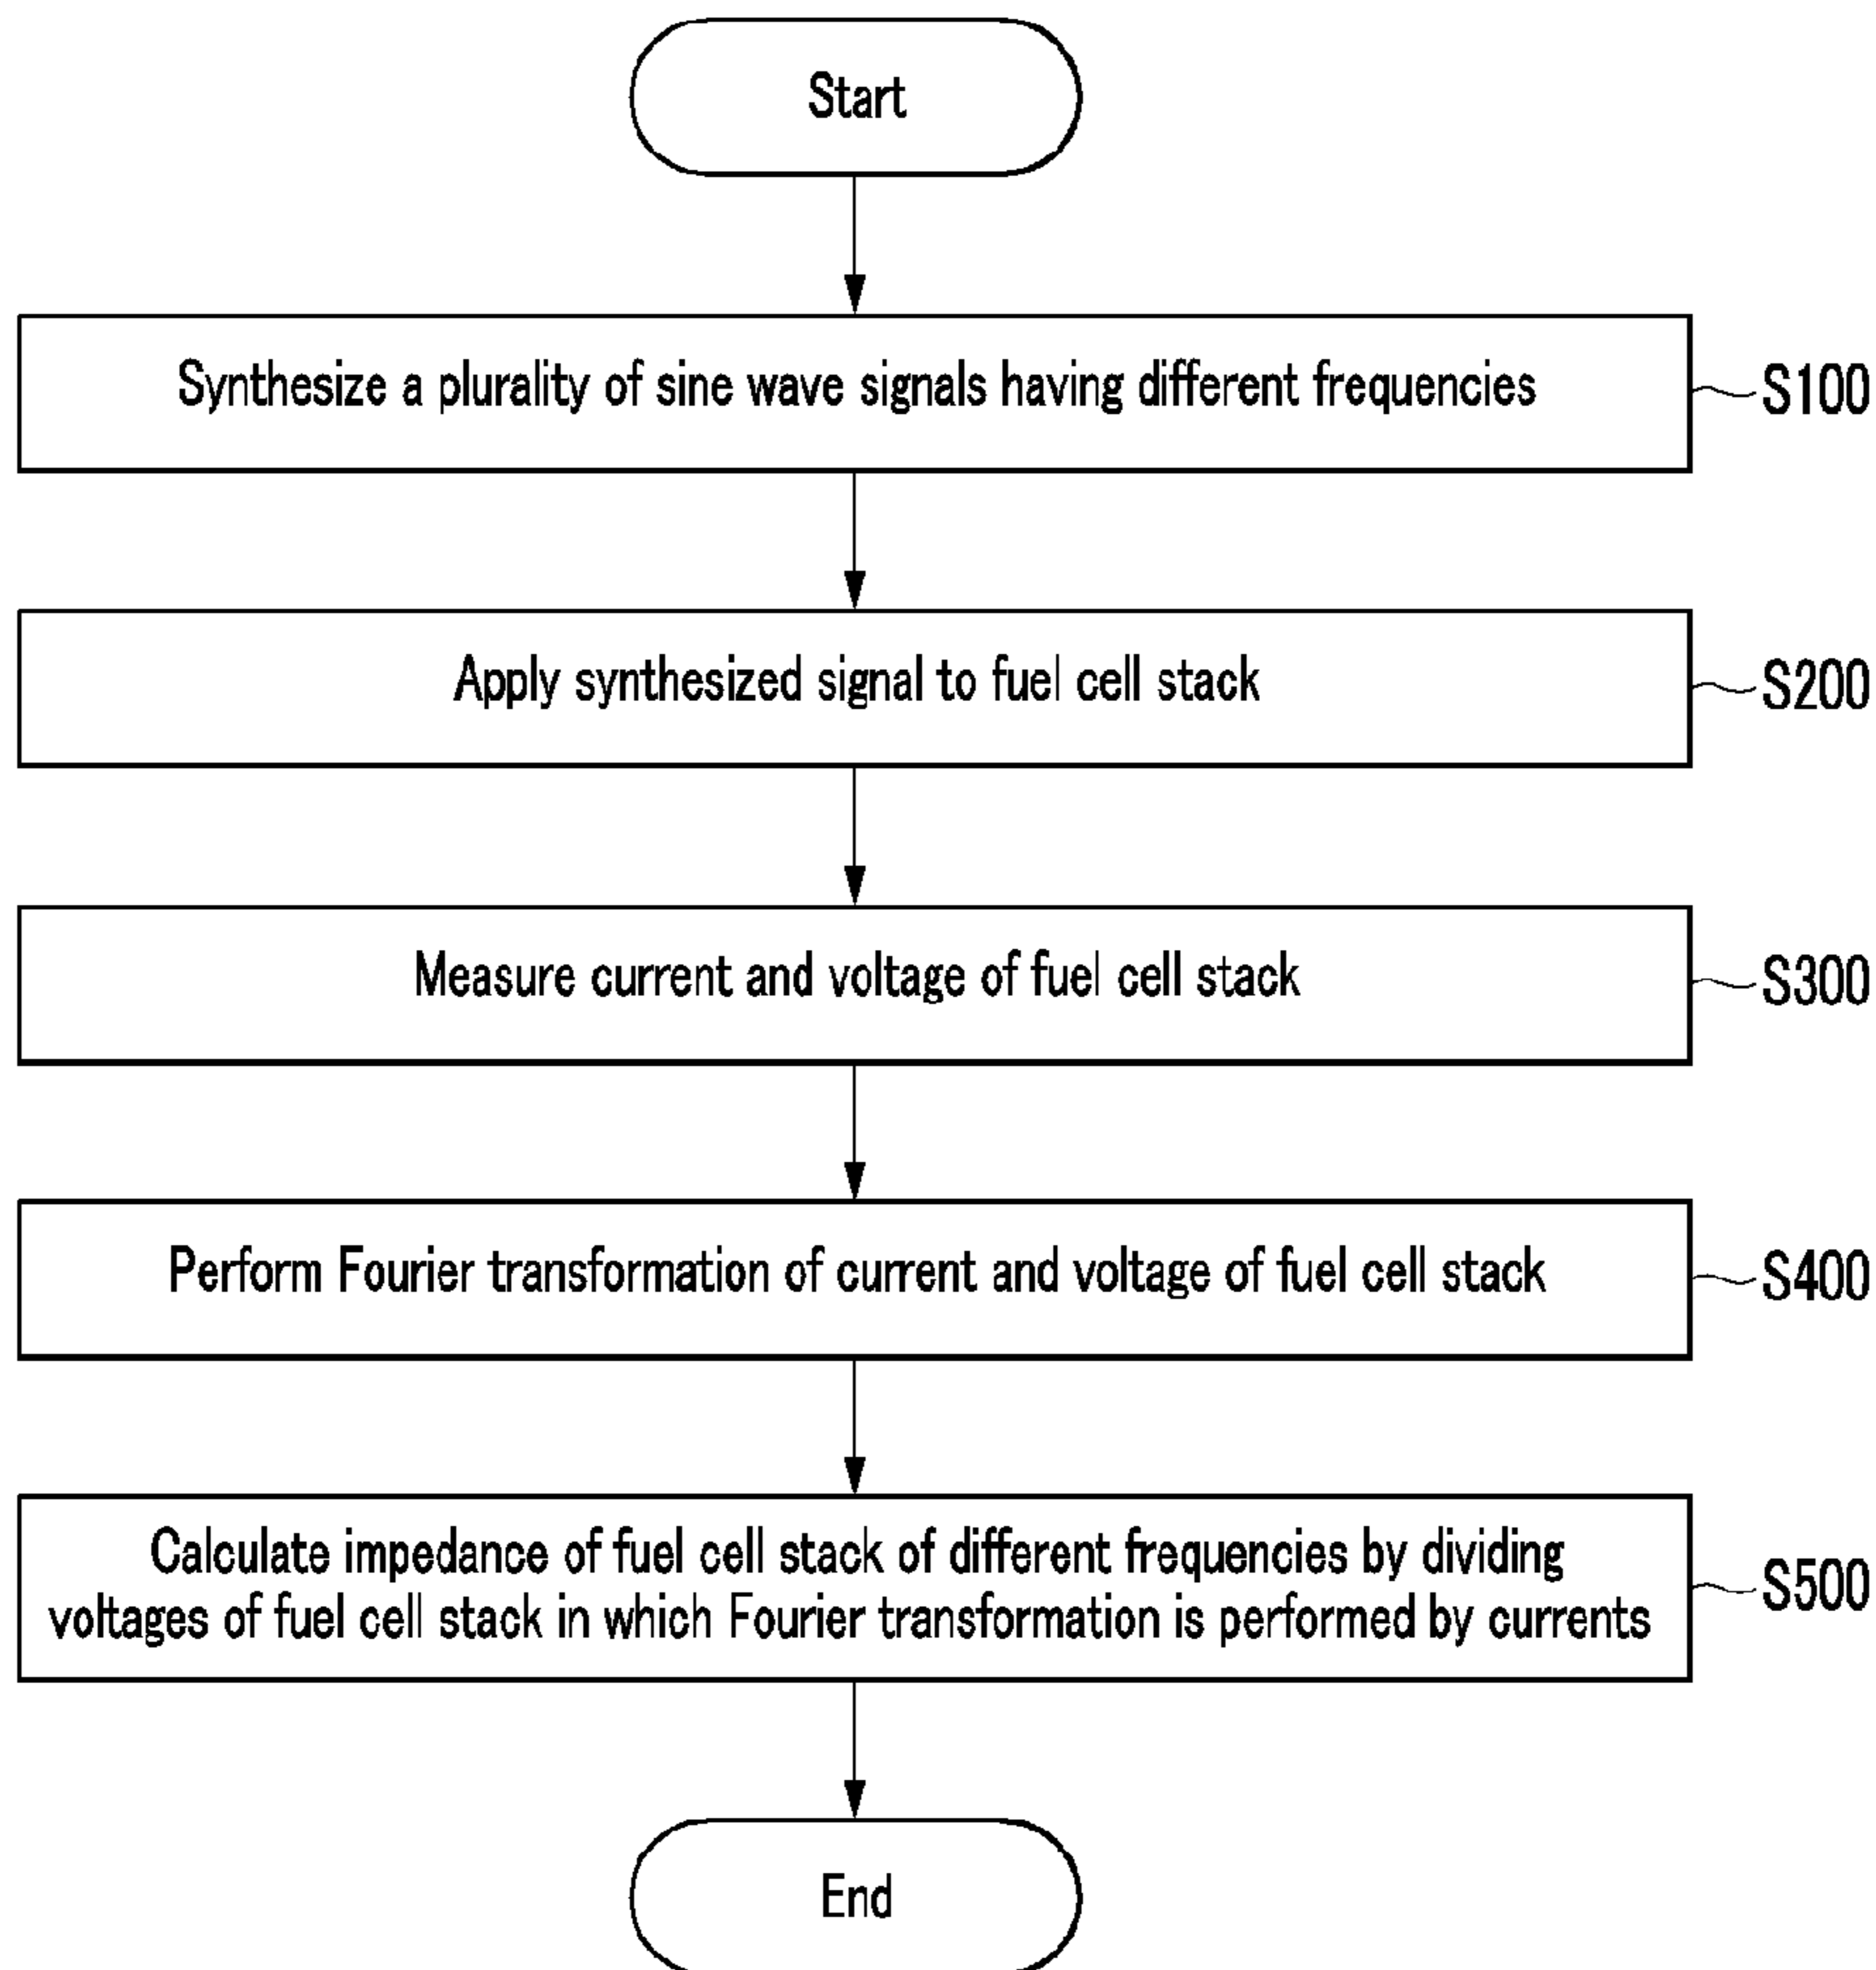 Start
Synthesize a plurality of sine wave signals having different frequencies
S100
Apply synthesized signal to fuel cell stack
S200
Measure current and voltage of fuel cell stack
S300
Perform Fourier transformation of current and voltage of fuel cell stack
S400
Calculate impedance of fuel cell stack of different frequencies by dividing
voltages of fuel cell stack in which Fourier transformation is performed by currents
S500
End